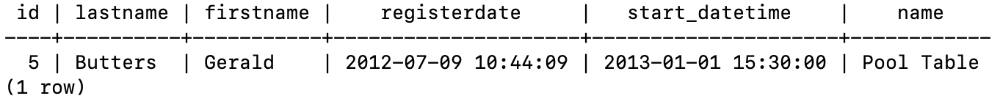 id | lastname | firstname |    registerdate     |   start_datetime    |    name
----+----------+-----------+---------------------+---------------------+------------
  5 | Butters  | Gerald    | 2012-07-09 10:44:09 | 2013-01-01 15:30:00 | Pool Table
(1 row)